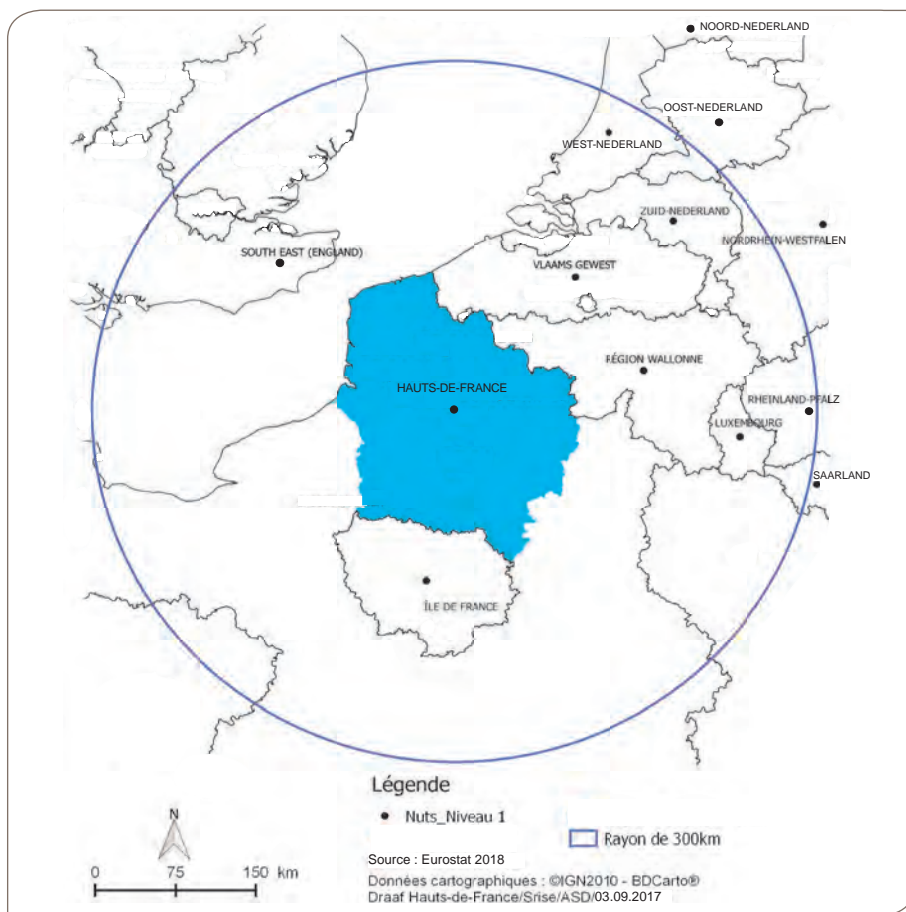 NOORD-NEDERLAND
OOST-NEDERLAND
WEST-NEDERLAND
ZUID-NEDERLAND
NORDRHEIN-WESTFALEN
SOUTH EAST (ENGLAND)
VLAAMS GEWEST
RÉGION WALLONNE
HAUTS-DE-FRANCE
RHEINLAND-PFALZ
LUXEMBOURG
SAARLAND
ÎLE DE FRANCE
Légende
Nuts_Niveau 1
Rayon de 300km
N
0 75 150 km
Source : Eurostat 2018
Données cartographiques : ©IGN2010 - BDCarto®
Draaf Hauts-de-France/Srise/ASD/03.09.2017